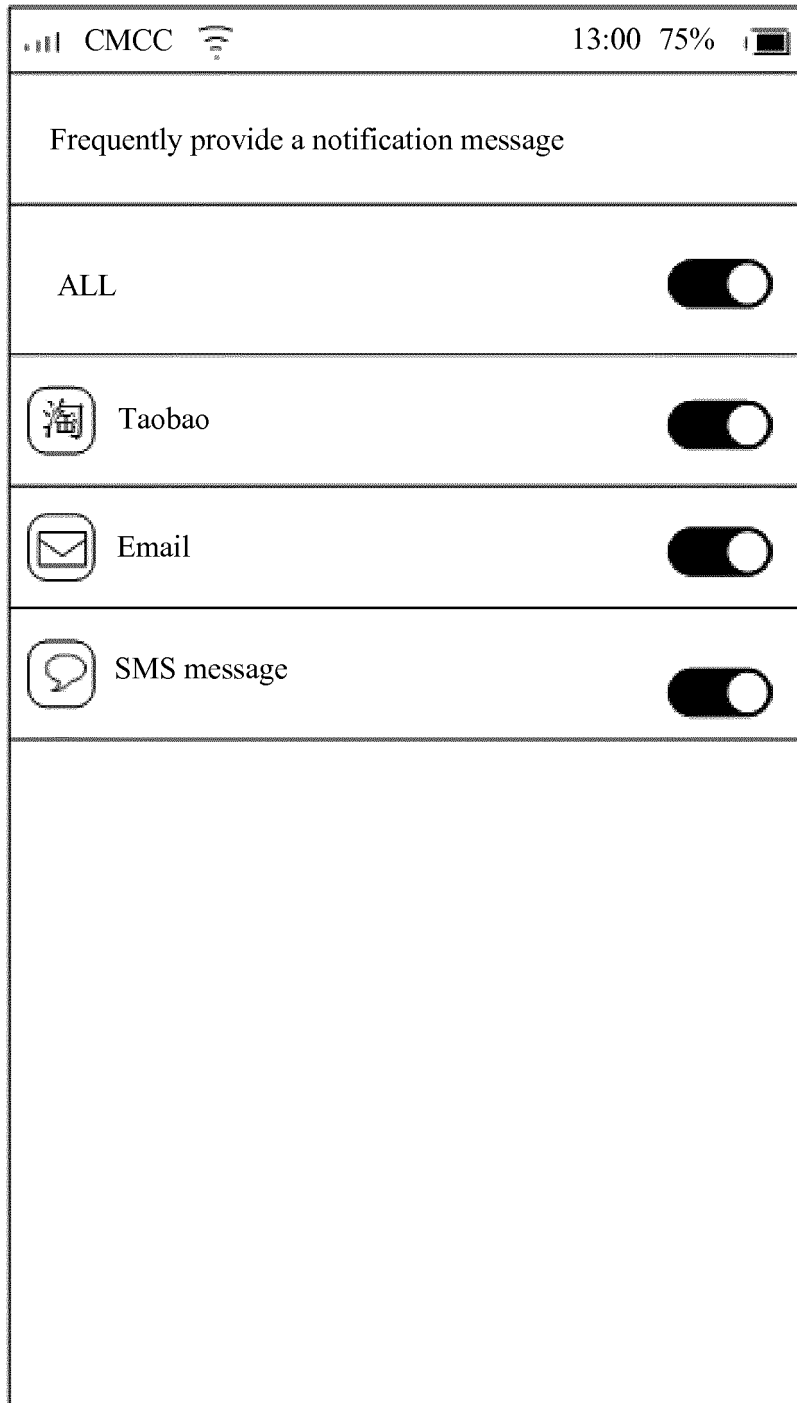 CMCC 13:00 75%
Frequently provide a notification message
ALL
淘 Taobao
Email
SMS message